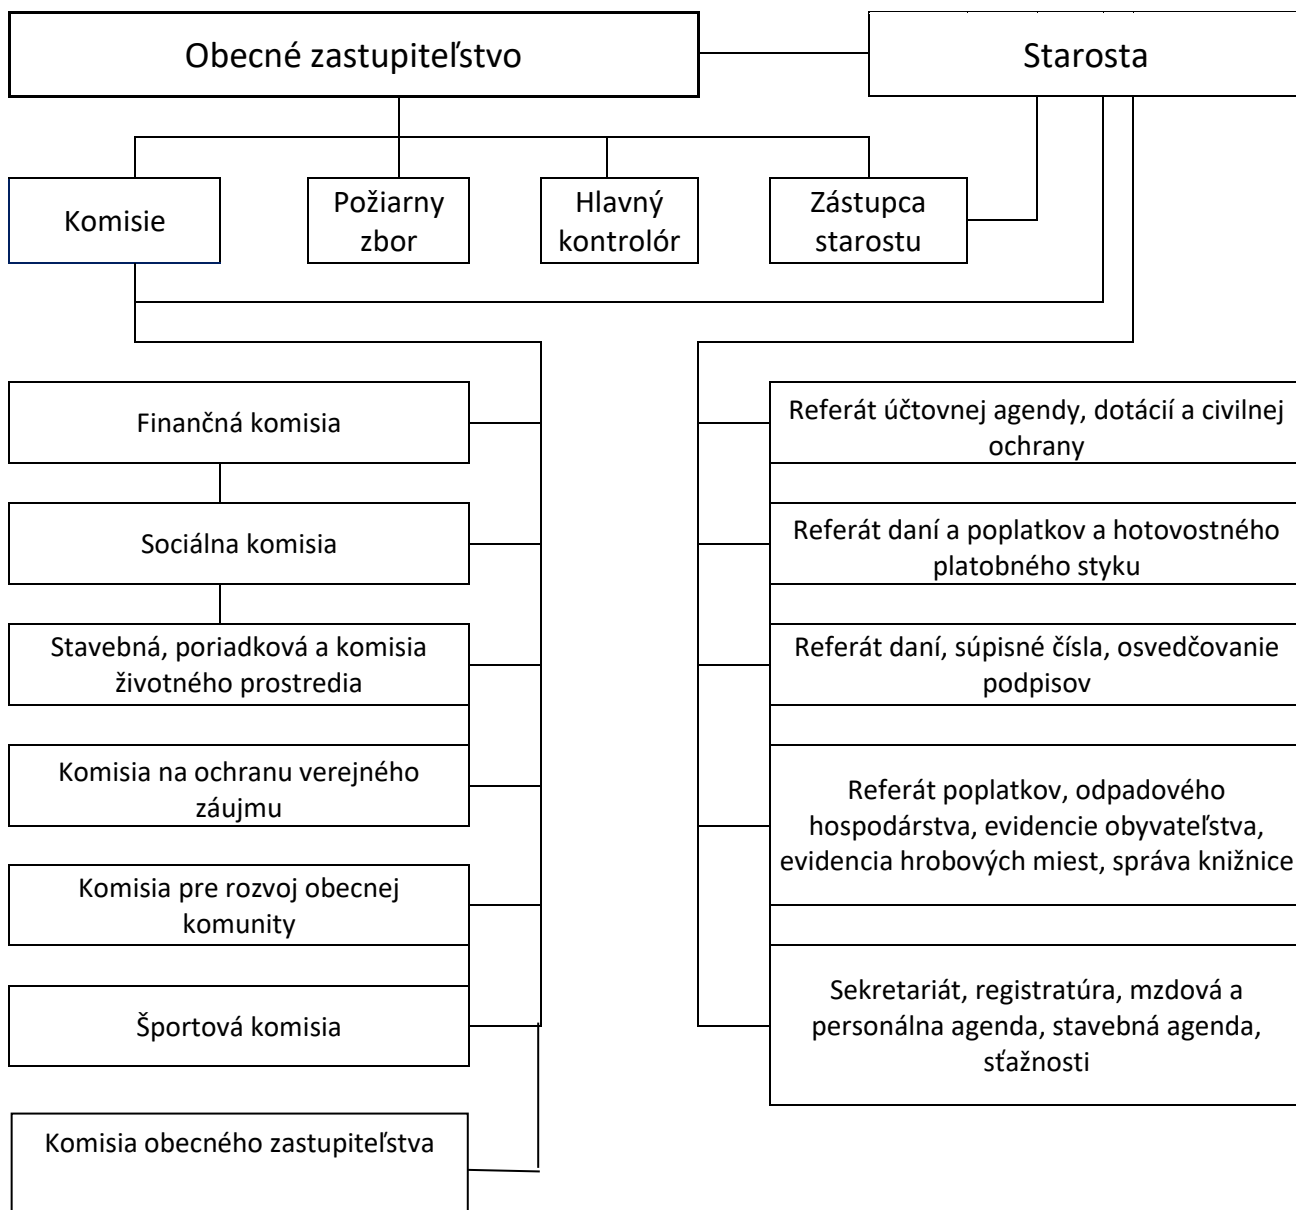 Obecné zastupiteľstvo
Starosta
Komisie
Požiarny
zbor
Hlavný
kontrolór
Zástupca
starostu
Finančná komisia
Sociálna komisia
Stavebná, poriadková a komisia
životného prostredia
Komisia na ochranu verejného
záujmu
Komisia pre rozvoj obecnej
komunity
Športová komisia
Komisia obecného zastupiteľstva
Referát účtovnej agendy, dotácií a civilnej
ochrany
Referát daní a poplatkov a hotovostného
platobného styku
Referát daní, súpisné čísla, osvedčovanie
podpisov
Referát poplatkov, odpadového
hospodárstva, evidencie obyvateľstva,
evidencia hrobových miest, správa knižnice
Sekretariát, registratúra, mzdová a
personálna agenda, stavebná agenda,
sťažnosti